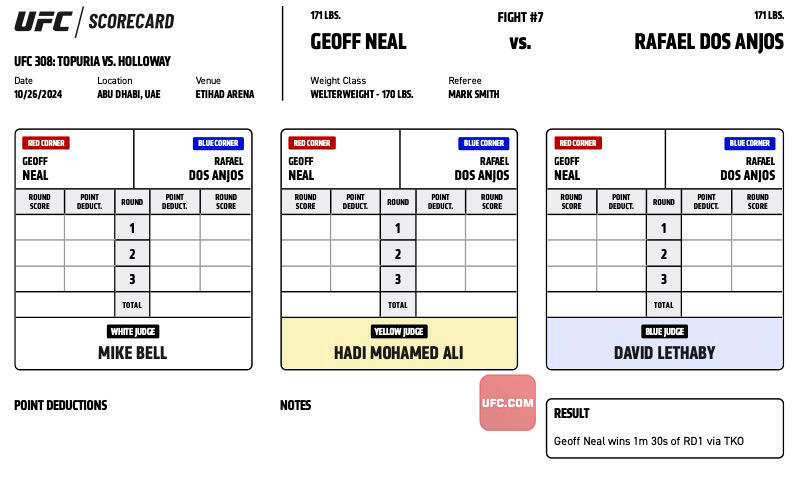 UFC SCORECARD
UFC 308: TOPURIA VS. HOLLOWAY
Date Location Venue
10/26/2024 ABU DHABI, UAE ETIHAD ARENA
171 LBS. FIGHT #7 171 LBS.
GEOFF NEAL vs. RAFAEL DOS ANJOS
Weight Class Referee
WELTERWEIGHT - 170 LBS. MARK SMITH
RED CORNER BLUE CORNER
GEOFF RAFAEL
NEAL DOS ANJOS
ROUND POINT ROUND POINT ROUND
SCORE DEDUCT. DEDUCT. SCORE
1
2
3
TOTAL
WHITE JUDGE
MIKE BELL
RED CORNER BLUE CORNER
GEOFF RAFAEL
NEAL DOS ANJOS
ROUND POINT ROUND POINT ROUND
SCORE DEDUCT. DEDUCT. SCORE
1
2
3
TOTAL
YELLOW JUDGE
HADI MOHAMED ALI
RED CORNER BLUE CORNER
GEOFF RAFAEL
NEAL DOS ANJOS
ROUND POINT ROUND POINT ROUND
SCORE DEDUCT. DEDUCT. SCORE
1
2
3
TOTAL
BLUE JUDGE
DAVID LETHABY
POINT DEDUCTIONS
NOTES
UFC.COM
RESULT
Geoff Neal wins 1m 30s of RD1 via TKO